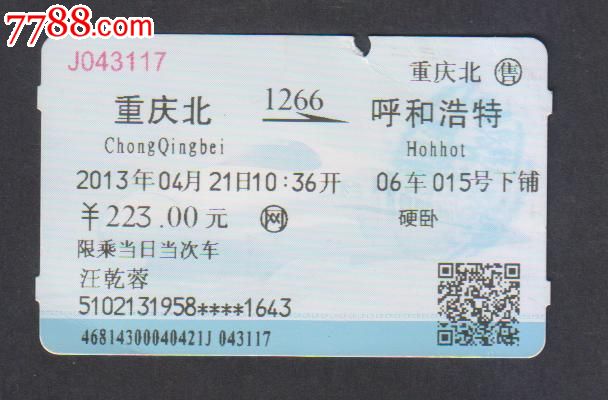 7788.com
J043117
重庆北 售
重庆北 1266 呼和浩特
ChongQingbei Hohhot
2013年04月21日10:36开 06车015号下铺
￥223.00元 网 硬卧
限乘当日当次车
汪乾蓉
5102131958****1643
46814300040421J 043117